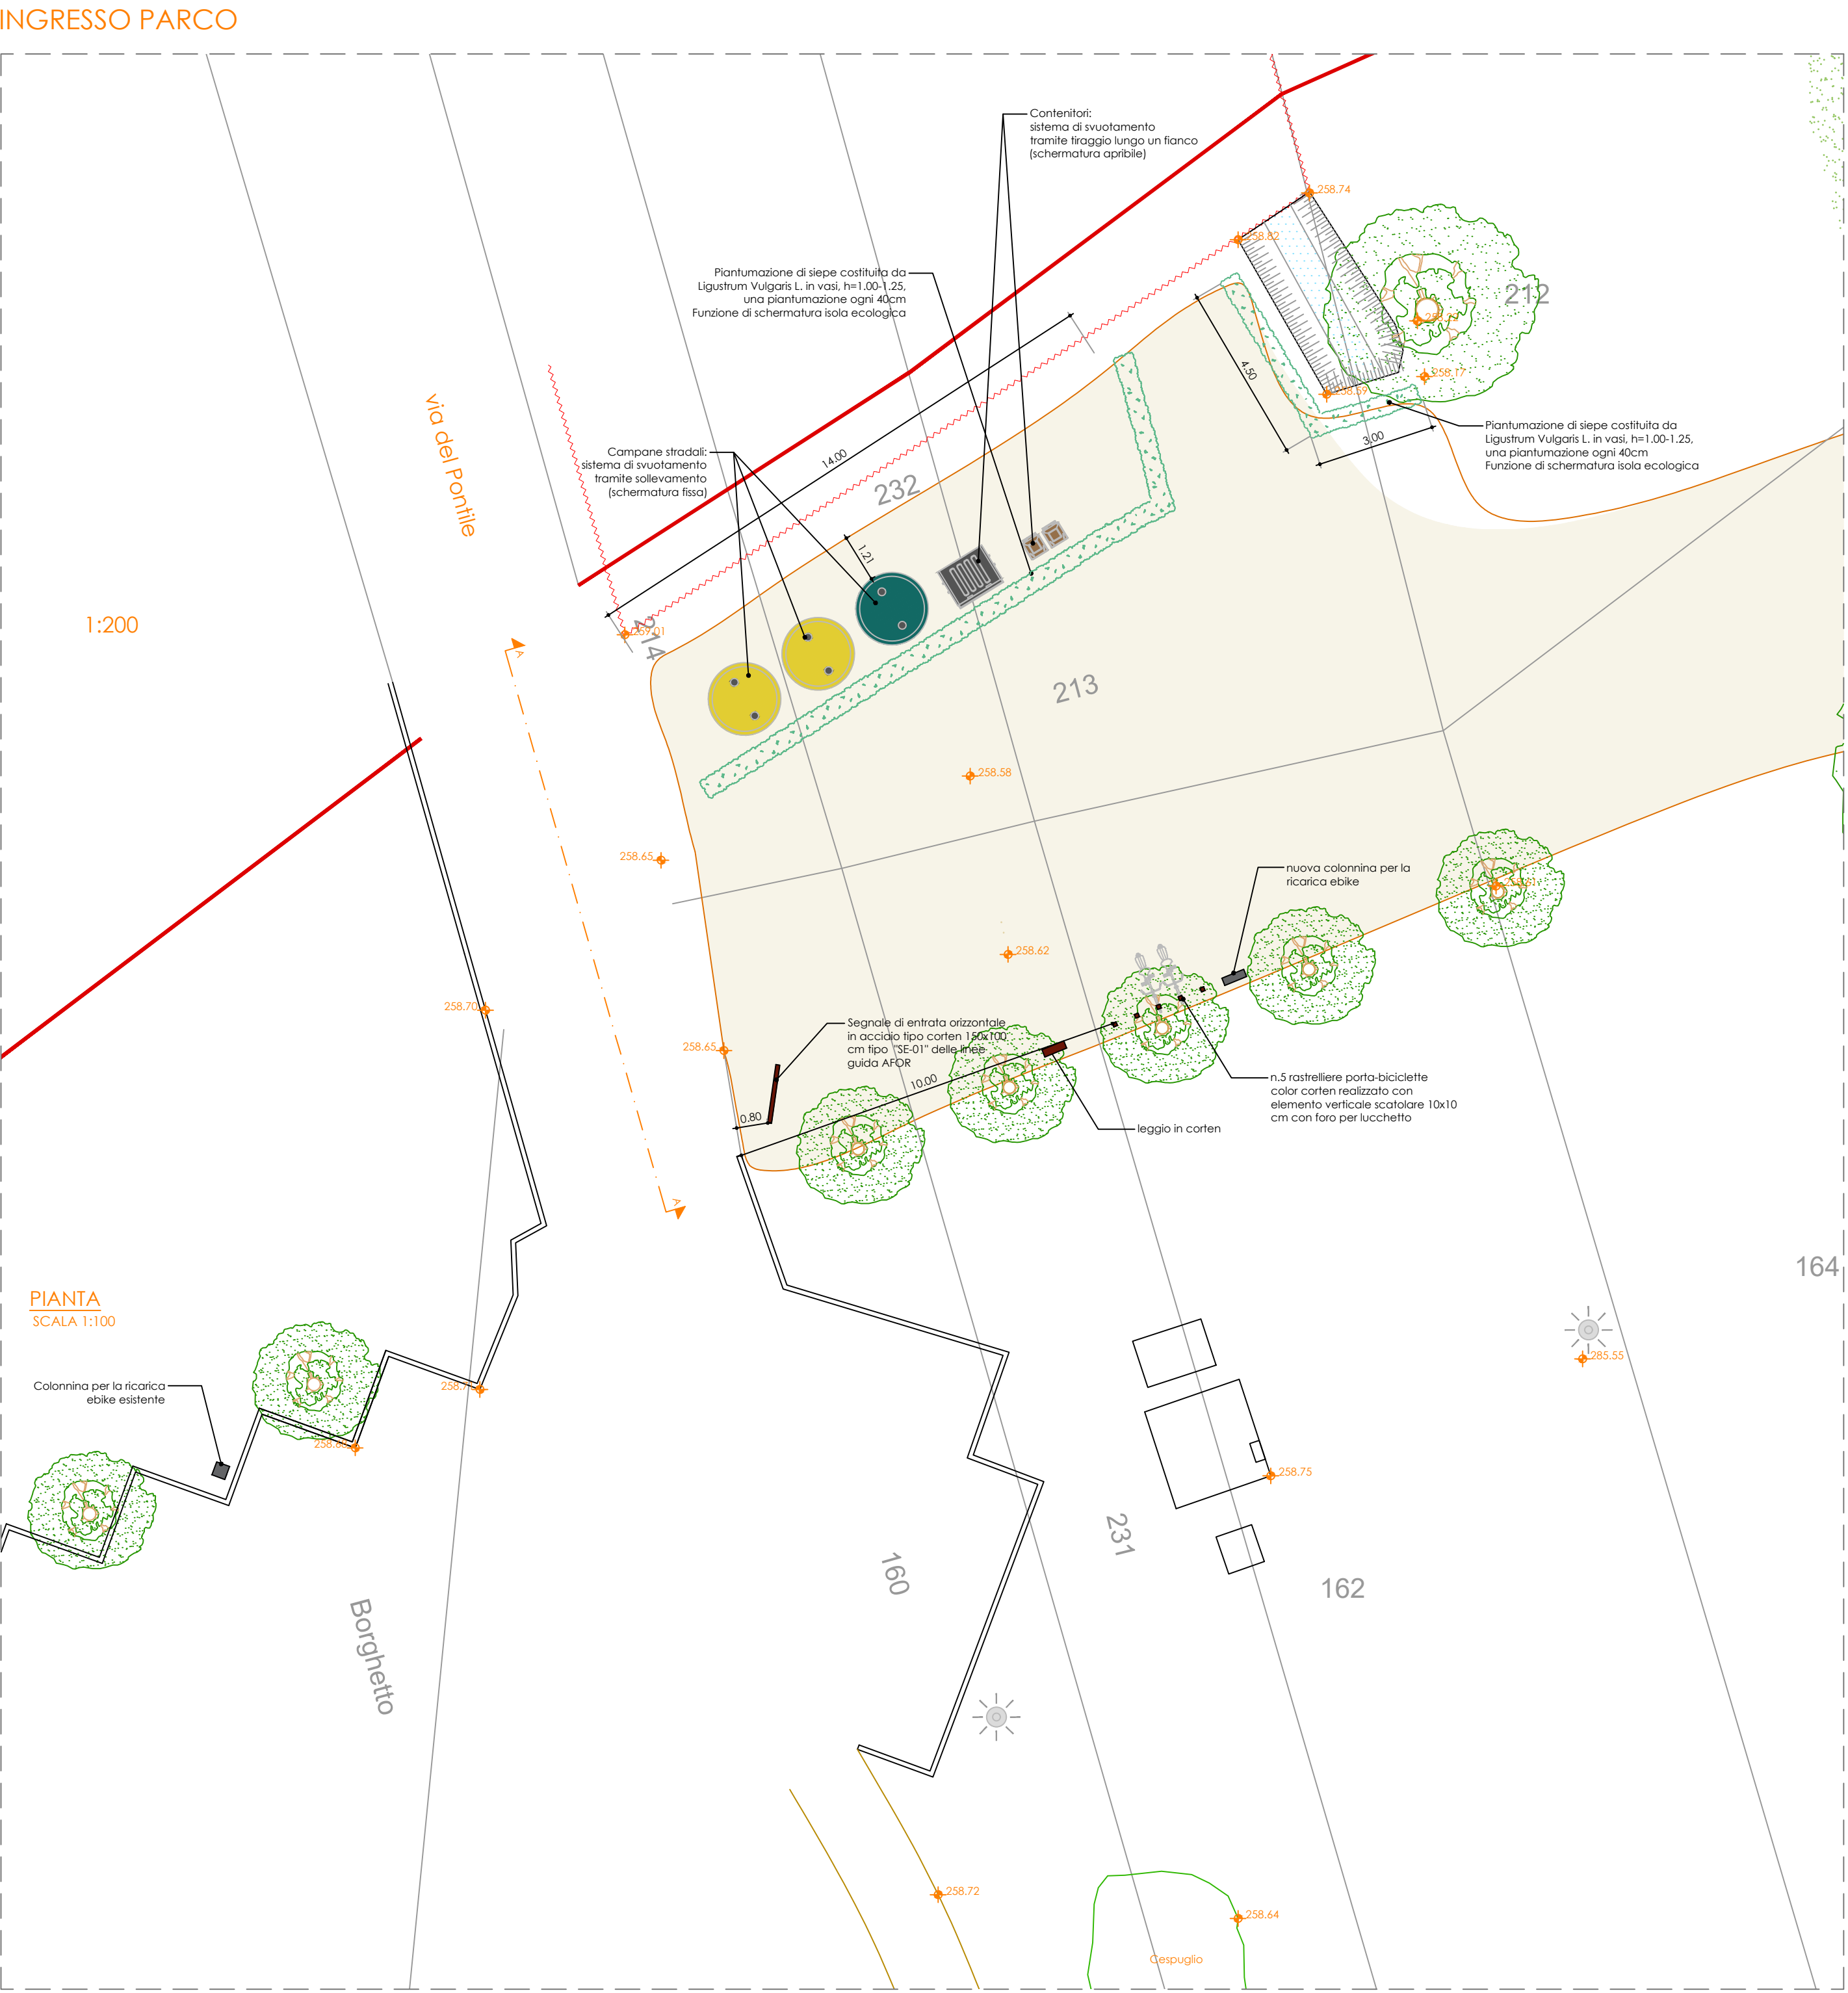 INGRESSO PARCO
Contenitori:
sistema di svuotamento
tramite tiraggio lungo un fianco
(schermatura apribile)
258.74
258.82
Piantumazione di siepe costituita da
Ligustrum Vulgaris L. in vasi, h=1.00-1.25,
una piantumazione ogni 40cm
Funzione di schermatura isola ecologica
212
258.17
258.59
4.50
3.00
Piantumazione di siepe costituita da
Ligustrum Vulgaris L. in vasi, h=1.00-1.25,
una piantumazione ogni 40cm
Funzione di schermatura isola ecologica
via del Pontile
Campane stradali:
sistema di svuotamento
tramite sollevamento
(schermatura fissa)
14.00
232
1.21
1:200
259.01
214
A
213
258.58
258.65
nuova colonnina per la
ricarica ebike
258.62
258.70
258.65
Segnale di entrata orizzontale
in acciaio tipo corten 150x100
cm tipo "SE-01" delle linee
guida AFOR
10.00
0.80
n.5 rastrelliere porta-biciclette
color corten realizzato con
elemento verticale scatolare 10x10
cm con foro per lucchetto
leggio in corten
A
164
PIANTA
SCALA 1:100
285.55
Colonnina per la ricarica
ebike esistente
258.75
231
160
162
Borghetto
258.72
258.64
Cespuglio